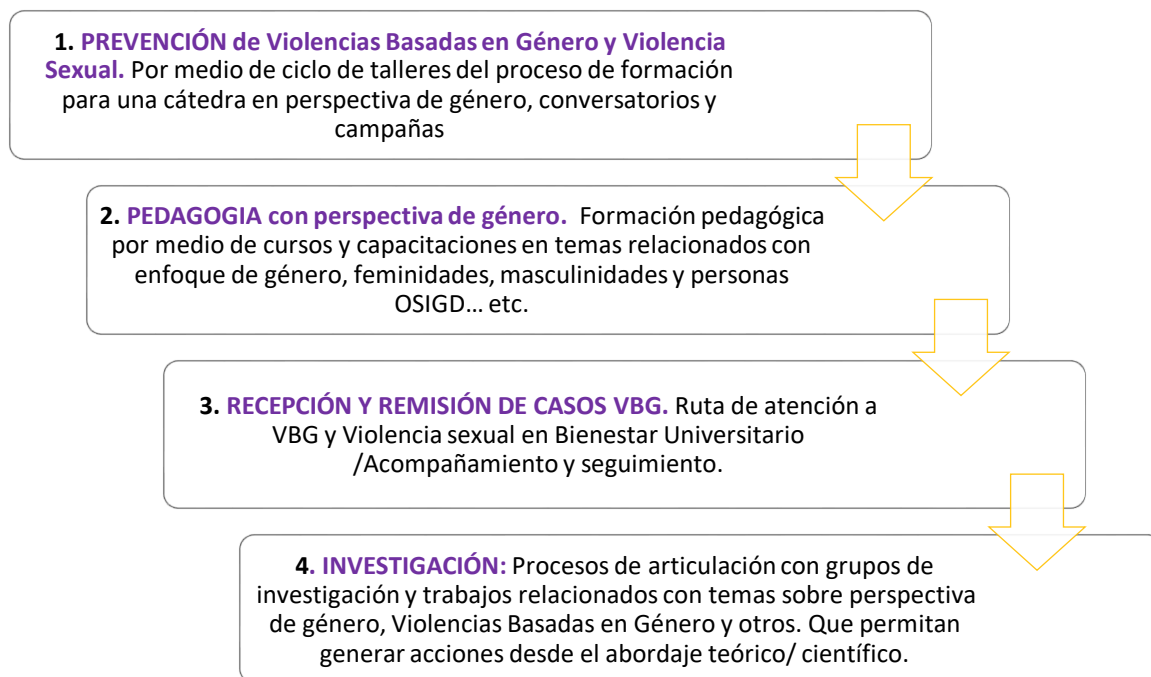 1. PREVENCIÓN de Violencias Basadas en Género y Violencia
Sexual. Por medio de ciclo de talleres del proceso de formación
para una cátedra en perspectiva de género, conversatorios y
campañas
2. PEDAGOGIA con perspectiva de género. Formación pedagógica
por medio de cursos y capacitaciones en temas relacionados con
enfoque de género, feminidades, masculinidades y personas
OSIGD... etc.
3. RECEPCIÓN Y REMISIÓN DE CASOS VBG. Ruta de atención a
VBG y Violencia sexual en Bienestar Universitario
/Acompañamiento y seguimiento.
4. INVESTIGACIÓN: Procesos de articulación con grupos de
investigación y trabajos relacionados con temas sobre perspectiva
de género, Violencias Basadas en Género y otros. Que permitan
generar acciones desde el abordaje teórico/ científico.